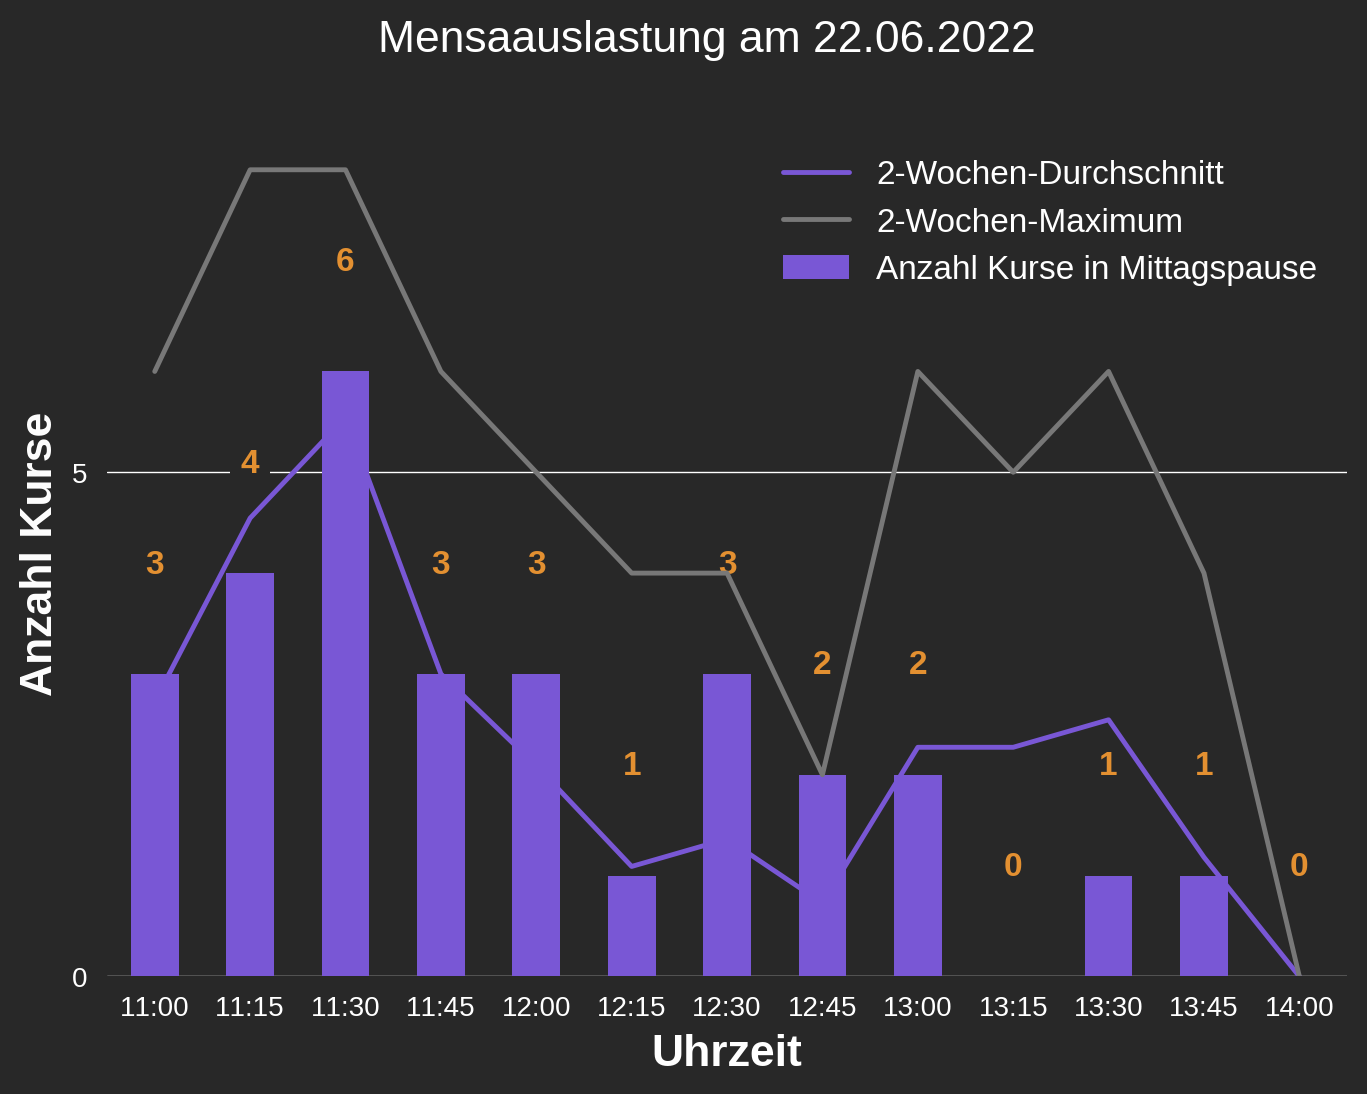 Mensaauslastung am 22.06.2022
2-Wochen-Durchschnitt
2-Wochen-Maximum
Anzahl Kurse in Mittagspause
6
4
3
3
3
3
2
2
1
1
1
0
0
Anzahl Kurse
5
0
11:00 11:15 11:30 11:45 12:00 12:15 12:30 12:45 13:00 13:15 13:30 13:45 14:00
Uhrzeit